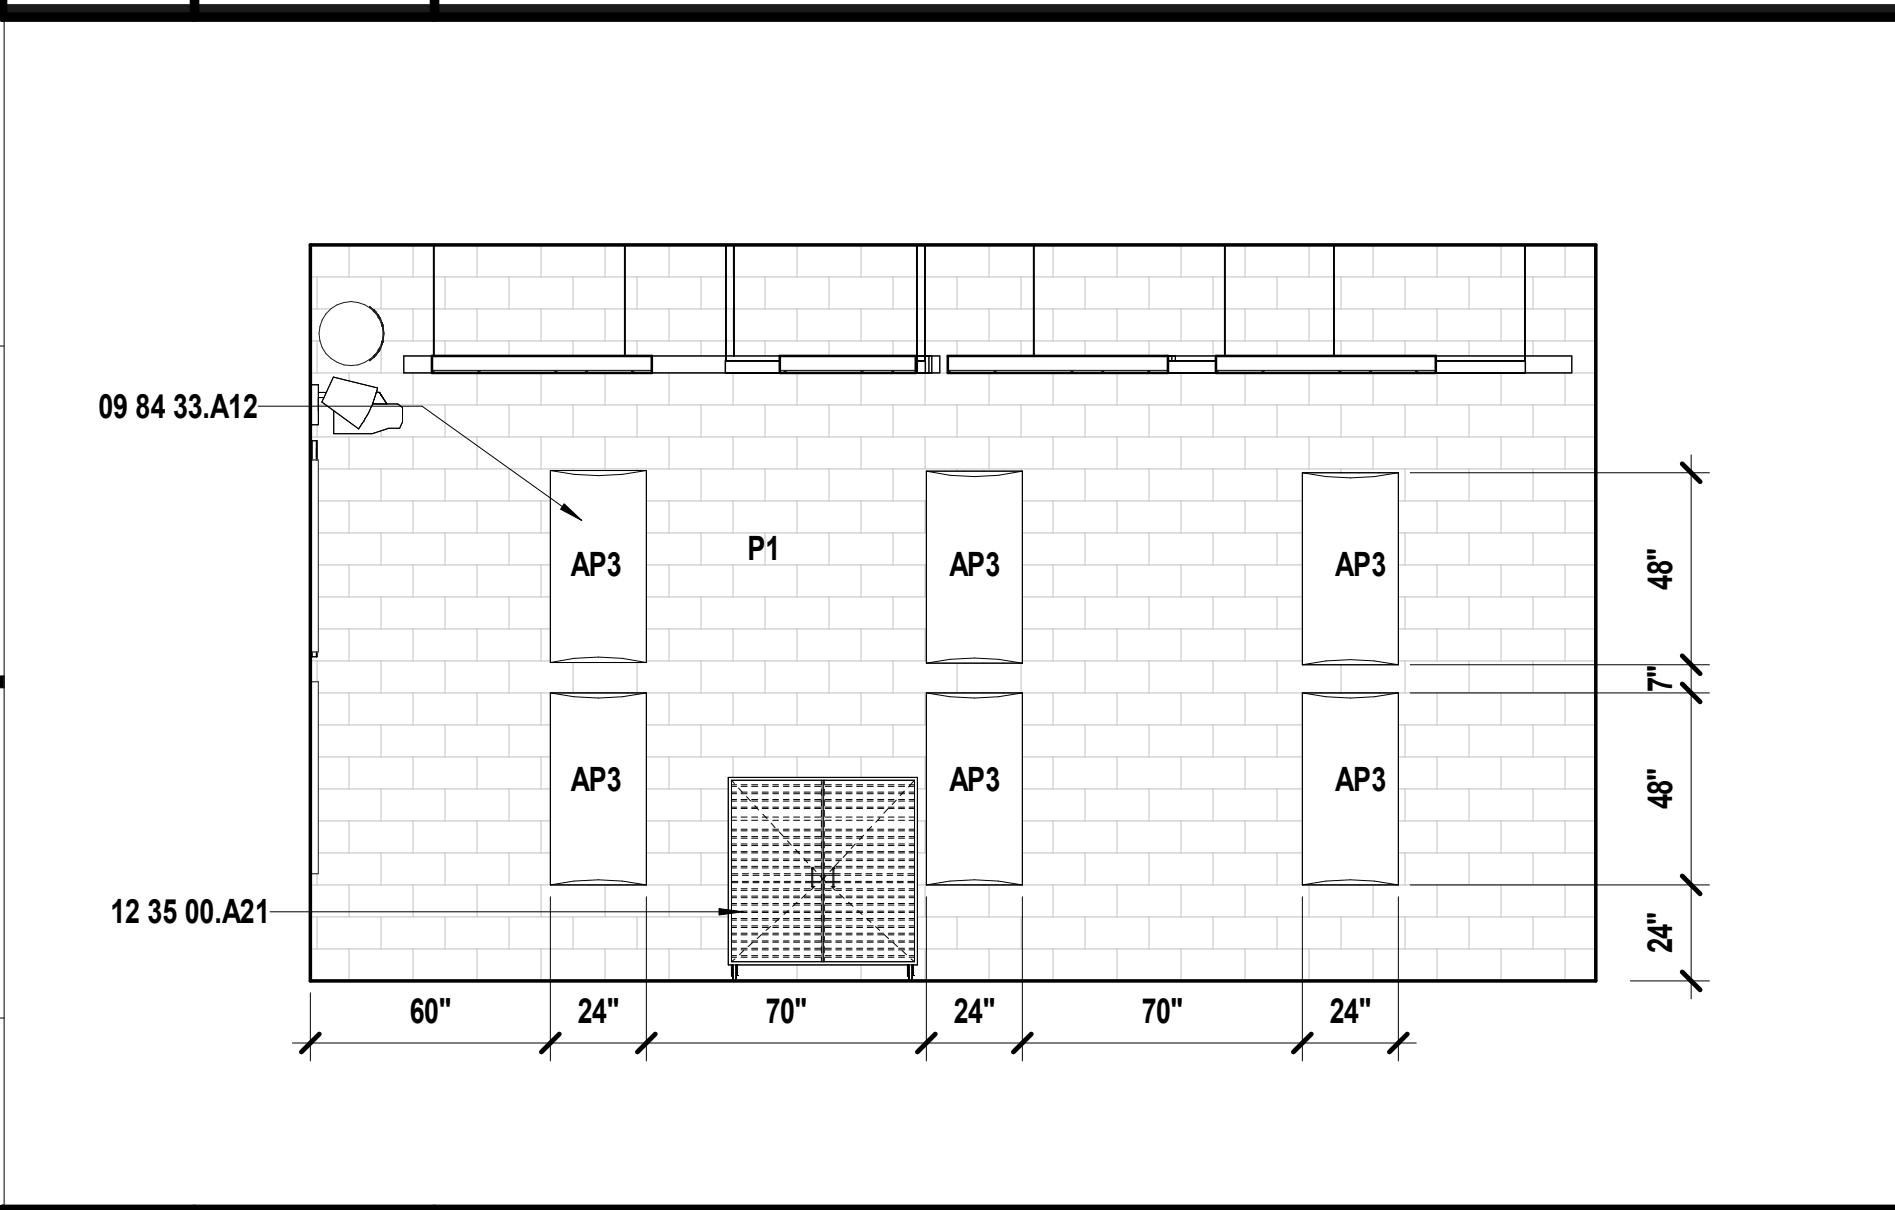 09 84 33.A12
P1
AP3 AP3 AP3
48"
7"
AP3 AP3 AP3
48"
12 35 00.A21
24"
60" 24" 70" 24" 70" 24"